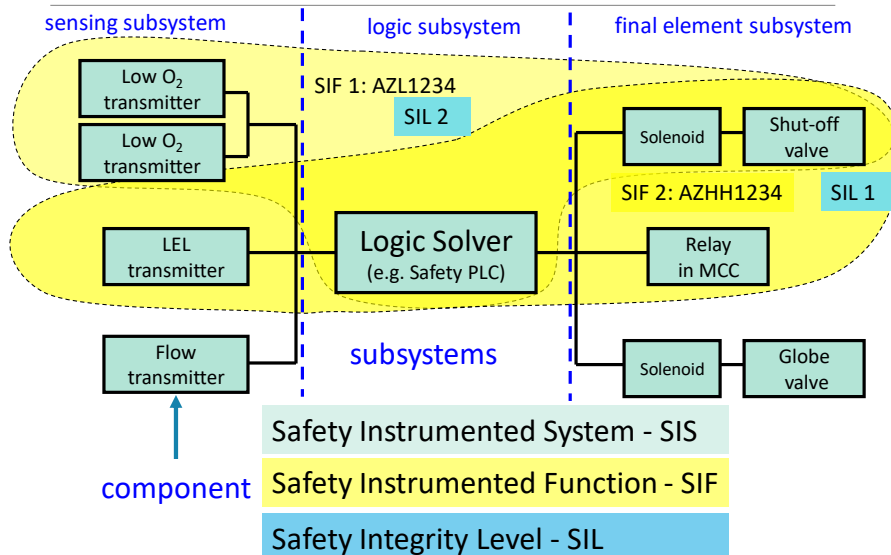 sensing subsystem
logic subsystem
final element subsystem
Low O₂
transmitter
Low O₂
transmitter
SIF 1: AZL1234
SIL 2
Solenoid
Shut-off
valve
SIF 2: AZHH1234
SIL 1
LEL
transmitter
Logic Solver
(e.g. Safety PLC)
Relay
in MCC
Flow
transmitter
subsystems
Solenoid
Globe
valve
component
Safety Instrumented System - SIS
Safety Instrumented Function - SIF
Safety Integrity Level - SIL